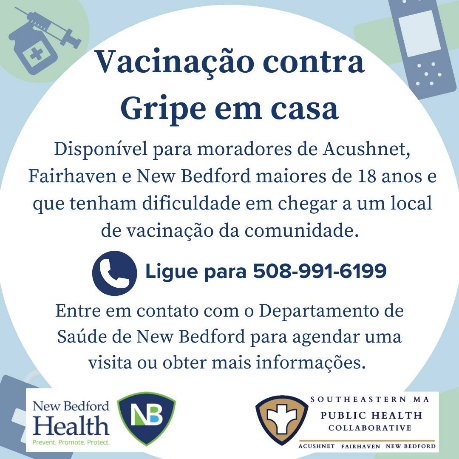 Vacinação contra
Gripe em casa
Disponível para moradores de Acushnet,
Fairhaven e New Bedford maiores de 18 anos e
que tenham dificuldade em chegar a um local
de vacinação da comunidade.
Ligue para 508-991-6199
Entre em contato com o Departamento de
Saúde de New Bedford para agendar uma
visita ou obter mais informações.
New Bedford
Health
Prevent. Promote. Protect.
NB
SOUTHEASTERN MA
PUBLIC HEALTH
COLLABORATIVE
ACUSHNET FAIRHAVEN NEW BEDFORD